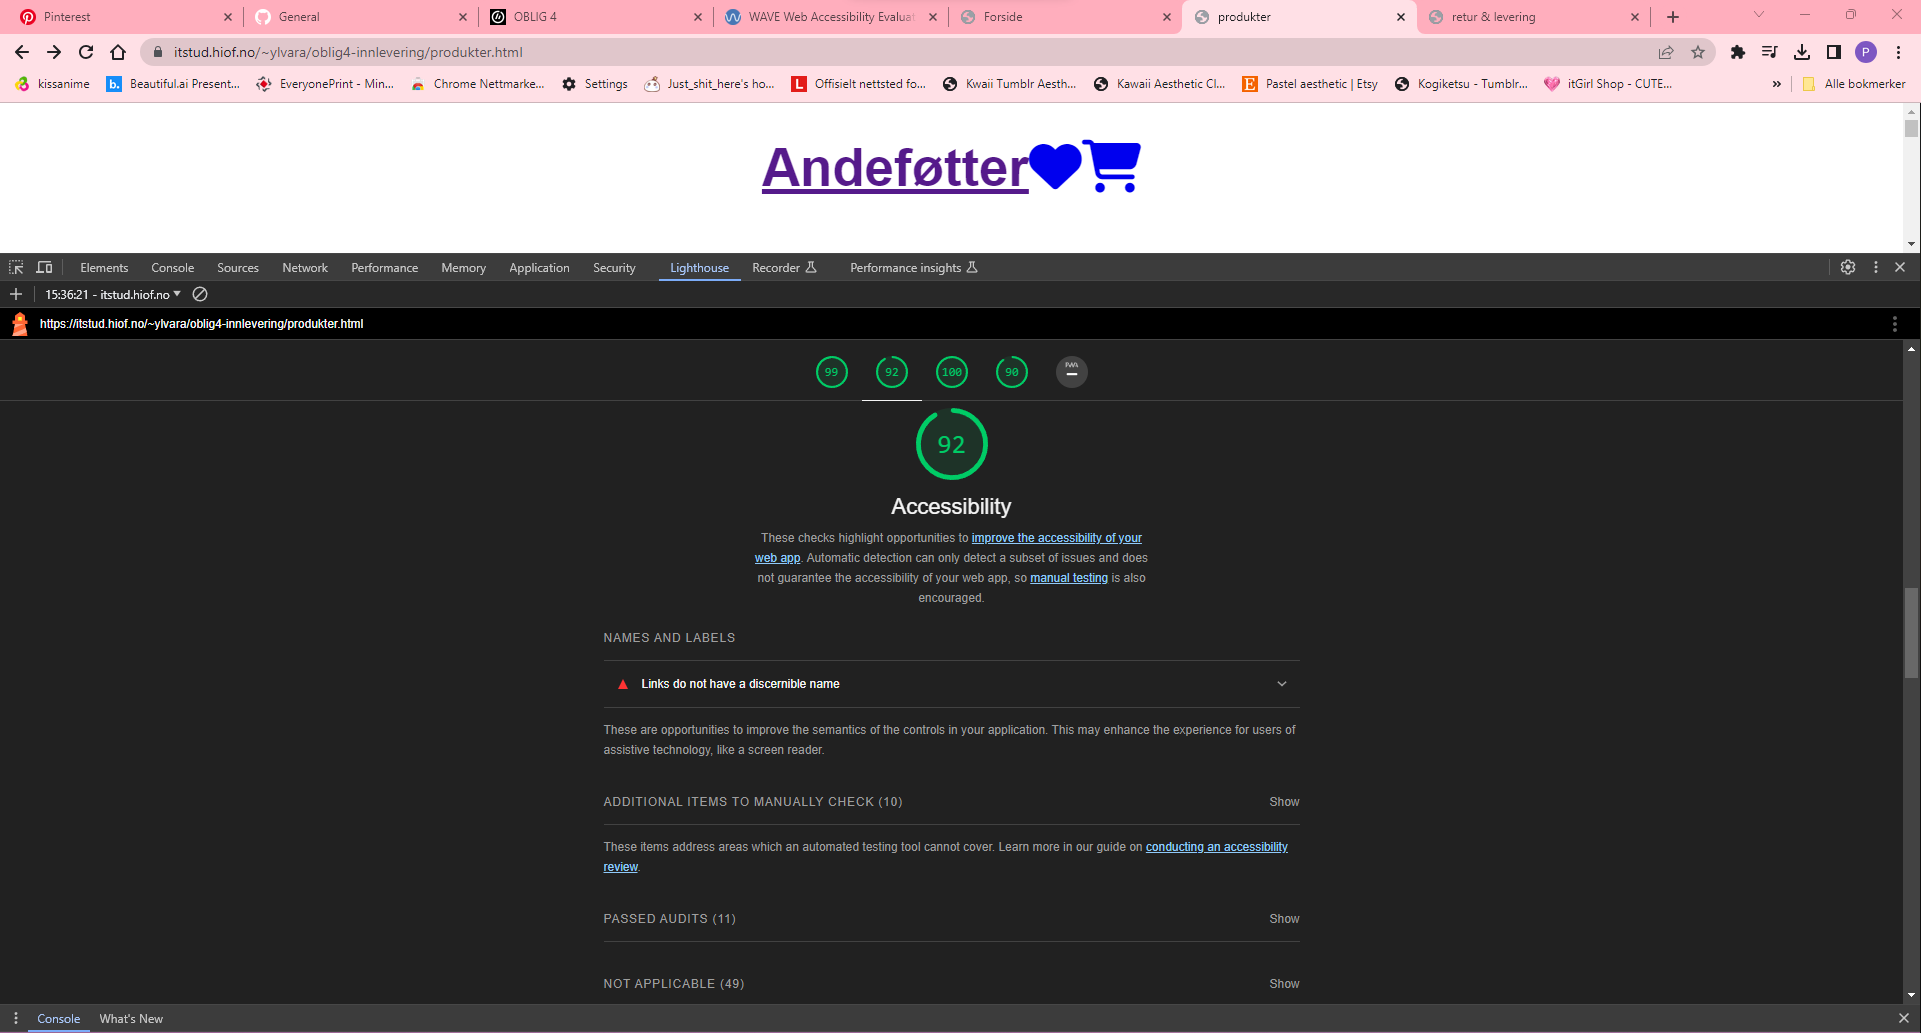 Pinterest
General
OBLIG 4
WAVE Web Accessibility Evaluat
Forside
produkter
retur & levering
itstud.hiof.no/~ylvara/oblig4-innlevering/produkter.html
P
kissanime
b. Beautiful.ai Present...
EveryonePrint - Min...
Chrome Nettmarke...
Settings
Just_shit_here's ho...
L Offisielt nettsted fo...
Kwaii Tumblr Aesth...
Kawaii Aesthetic Cl...
E Pastel aesthetic | Etsy
Kogiketsu - Tumblr...
itGirl Shop - CUTE...
»
Alle bokmerker
Andeføtter
Elements Console Sources Network Performance Memory Application Security Lighthouse Recorder Performance insights
15:36:21 - itstud.hiof.no
https://itstud.hiof.no/~ylvara/oblig4-innlevering/produkter.html
99 92 100 90 PWA
92
Accessibility
These checks highlight opportunities to improve the accessibility of your
web app. Automatic detection can only detect a subset of issues and does
not guarantee the accessibility of your web app, so manual testing is also
encouraged.
NAMES AND LABELS
Links do not have a discernible name
These are opportunities to improve the semantics of the controls in your application. This may enhance the experience for users of
assistive technology, like a screen reader.
ADDITIONAL ITEMS TO MANUALLY CHECK (10) Show
These items address areas which an automated testing tool cannot cover. Learn more in our guide on conducting an accessibility
review.
PASSED AUDITS (11) Show
NOT APPLICABLE (49) Show
Console What's New